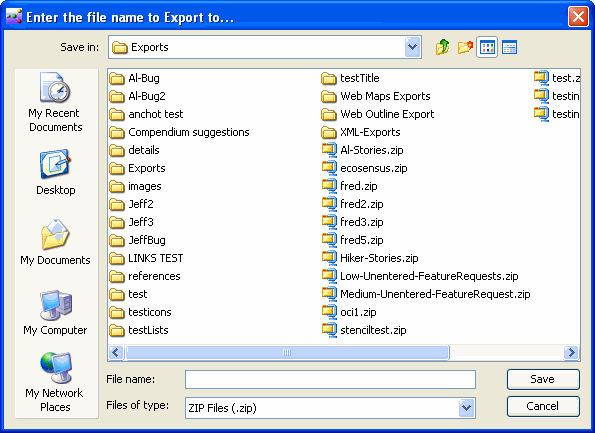 Enter the file name to Export to...
Save in:
Exports
My Recent
Documents
Desktop
My Documents
My Computer
My Network
Places
Al-Bug
Al-Bug2
anchot test
Compendium suggestions
details
Exports
images
Jeff2
Jeff3
JeffBug
LINKS TEST
references
test
testicons
testLists
testTitle
Web Maps Exports
Web Outline Export
XML-Exports
Al-Stories.zip
ecosensus.zip
fred.zip
fred2.zip
fred3.zip
fred5.zip
Hiker-Stories.zip
Low-Unentered-FeatureRequests.zip
Medium-Unentered-FeatureRequest.zip
oci1.zip
stenciltest.zip
test.z
testin
testin
File name:
Save
Files of type:
ZIP Files (.zip)
Cancel